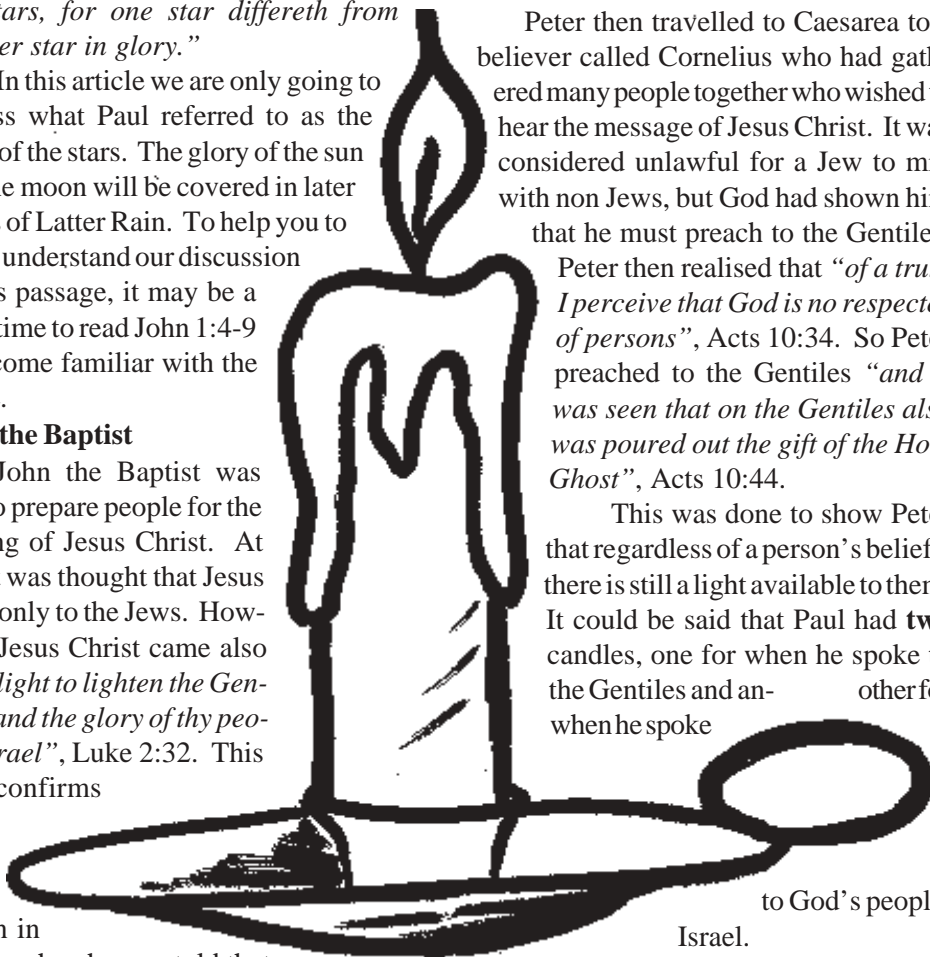 tars, for one star differeth from
er star in glory.”
In this article we are only going to
ss what Paul referred to as the
of the stars. The glory of the sun
e moon will be covered in later
s of Latter Rain. To help you to
understand our discussion
s passage, it may be a
time to read John 1:4-9
come familiar with the
.
the Baptist
John the Baptist was
o prepare people for the
ng of Jesus Christ. At
was thought that Jesus
only to the Jews. How-
Jesus Christ came also
light to lighten the Gen-
and the glory of thy peo-
rael”, Luke 2:32. This
confirms
n in
Peter then travelled to Caesarea to
believer called Cornelius who had gath
ered many people together who wished
hear the message of Jesus Christ. It wa
considered unlawful for a Jew to mi
with non Jews, but God had shown hi
that he must preach to the Gentile
Peter then realised that “of a tru
I perceive that God is no respecte
of persons”, Acts 10:34. So Pet
preached to the Gentiles “and
was seen that on the Gentiles als
was poured out the gift of the Ho
Ghost”, Acts 10:44.
This was done to show Pet
that regardless of a person’s belief
there is still a light available to the
It could be said that Paul had tw
candles, one for when he spoke
the Gentiles and an- other f
when he spoke
to God’s peopl
Israel.